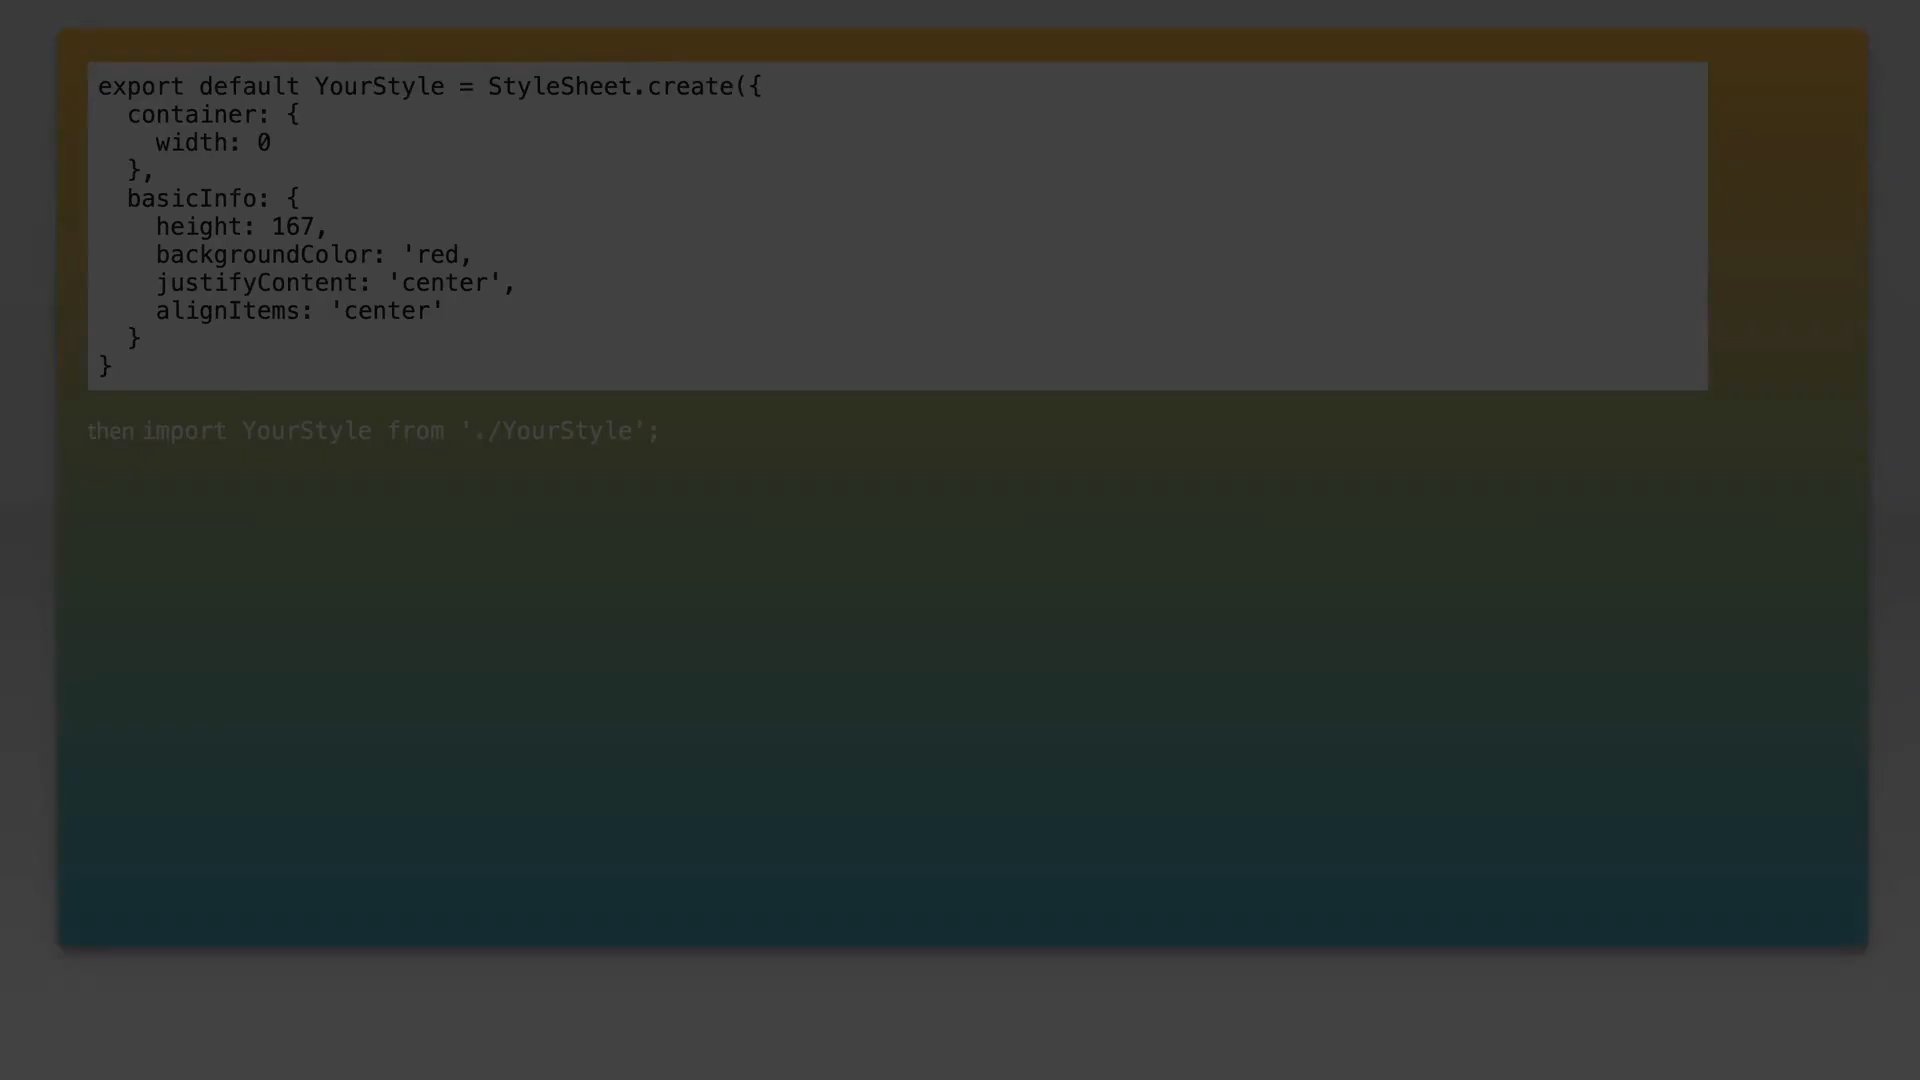 export default YourStyle = StyleSheet.create({
  container: {
    width: 0
  },
  basicInfo: {
    height: 167,
    backgroundColor: 'red,
    justifyContent: 'center',
    alignItems: 'center'
  }
}
then import YourStyle from './YourStyle';